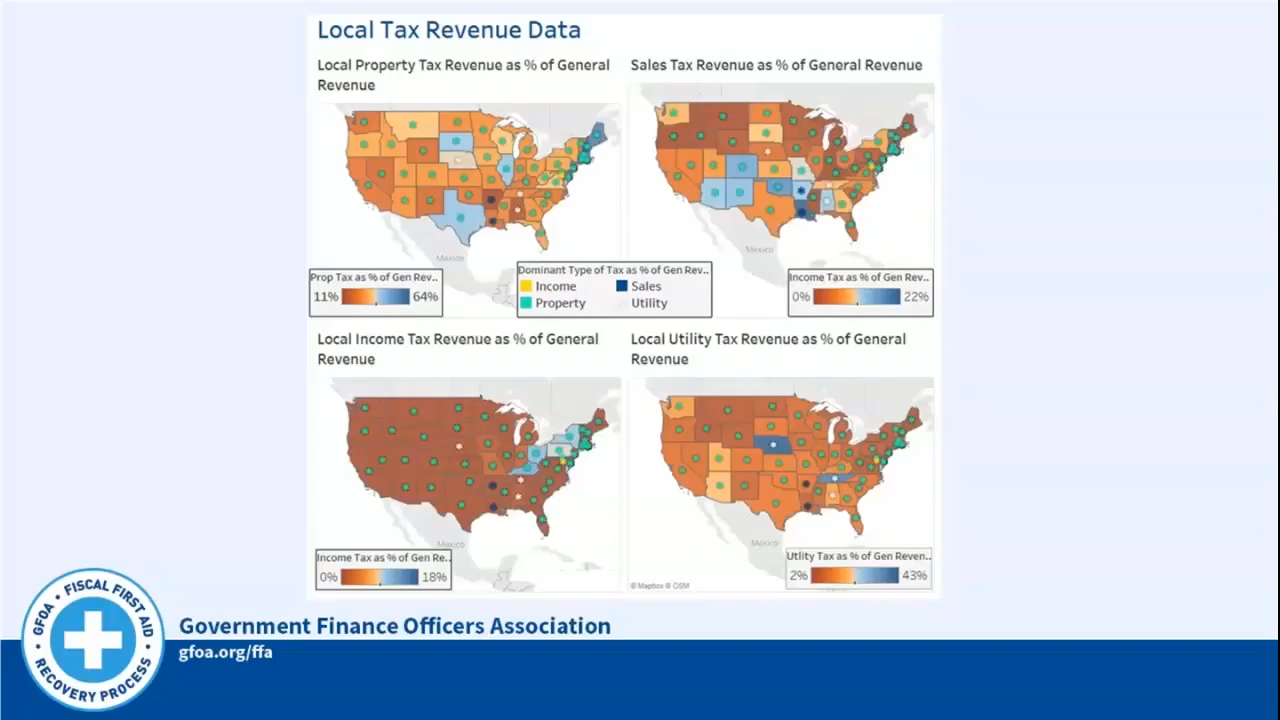 Local Tax Revenue Data
Local Property Tax Revenue as % of General
Revenue
Sales Tax Revenue as % of General Revenue
Mexico
Mexico
Prop Tax as % of Gen Rev..
11% 64%
Dominant Type of Tax as % of Gen Rev..
Income Sales
Property Utility
Income Tax as % of Gen Rev..
0% 22%
Local Income Tax Revenue as % of General
Revenue
Local Utility Tax Revenue as % of General
Revenue
Mexico
Mexico
Income Tax as % of Gen Re..
0% 18%
Utlity Tax as % of Gen Reven..
2% 43%
© Mapbox © OSM
GFOA • FISCAL FIRST AID • RECOVERY PROCESS •
Government Finance Officers Association
gfoa.org/ffa